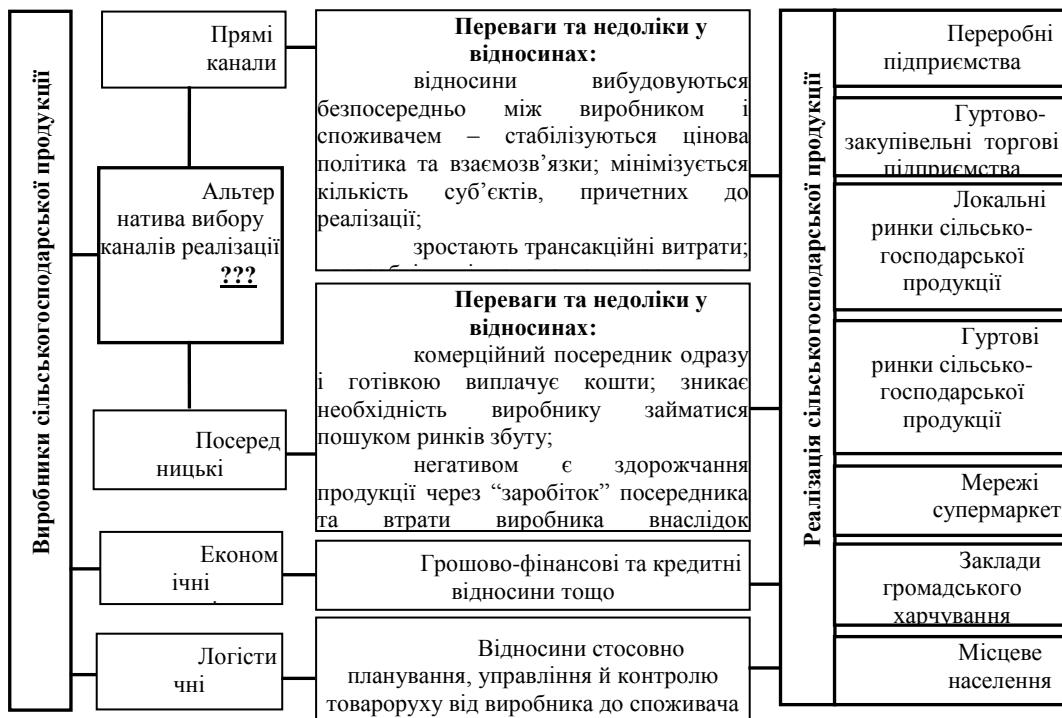 Виробники сільськогосподарської продукції
Прямі
канали
Альтер
натива вибору
каналів реалізації
???
Посеред
ницькі
Економ
ічні
Логісти
чні
Переваги та недоліки у
відносинах:
відносини вибудовуються
безпосередньо між виробником і
споживачем – стабілізуються цінова
політика та взаємозв’язки; мінімізується
кількість суб’єктів, причетних до
реалізації;
зростають трансакційні витрати;
Переваги та недоліки у
відносинах:
комерційний посередник одразу
і готівкою виплачує кошти; зникає
необхідність виробнику займатися
пошуком ринків збуту;
негативом є здорожчання
продукції через “заробіток” посередника
та втрати виробника внаслідок
Грошово-фінансові та кредитні
відносини тощо
Відносини стосовно
планування, управління й контролю
товароруху від виробника до споживача
Реалізація сільськогосподарської продукції
Переробні
підприємства
Гуртово-
закупівельні торгові
підприємства
Локальні
ринки сільсько-
господарської
продукції
Гуртові
ринки сільсько-
господарської
продукції
Мережі
супермаркет
Заклади
громадського
харчування
Місцеве
населення